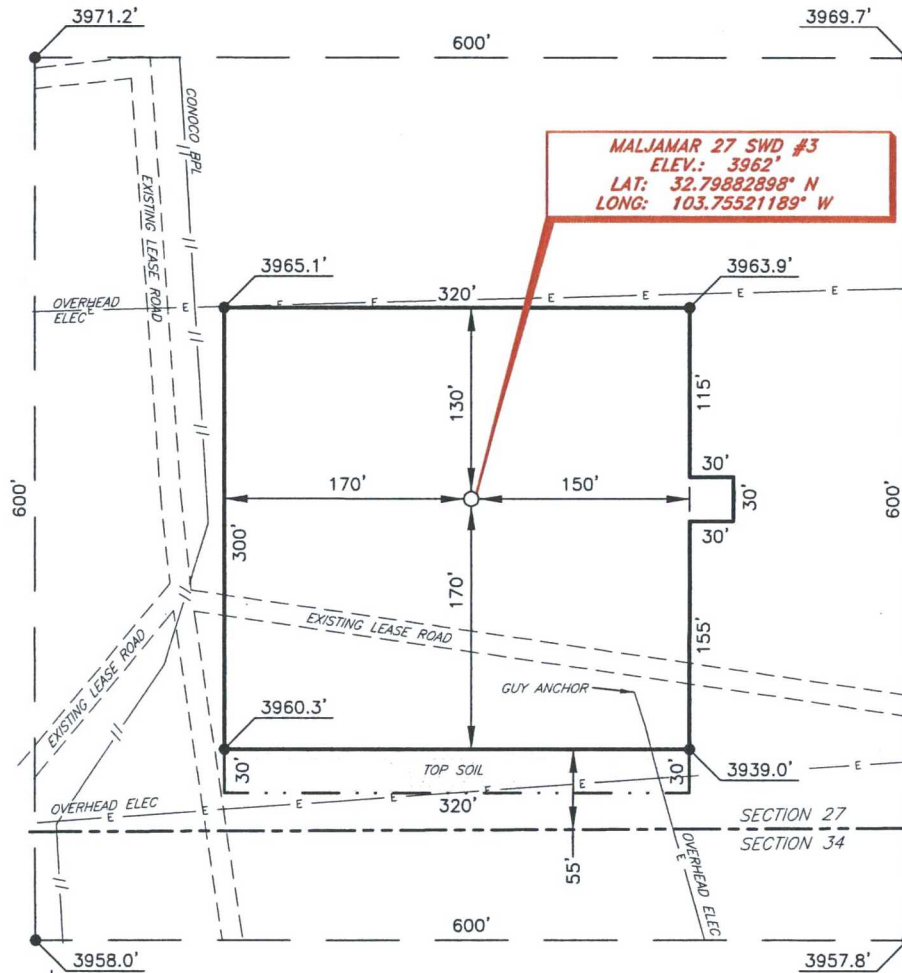 3971.2'
3969.7'
600'
CONOCO BPL
EXISTING LEASE ROAD
MALJAMAR 27 SWD #3
ELEV.: 3962'
LAT: 32.79882898° N
LONG: 103.75521189° W
3965.1'
3963.9'
OVERHEAD
ELEC
E
E
E
320'
E
E
E
E
130'
115'
170'
150'
30'
30'
30'
600'
600'
300'
170'
155'
EXISTING LEASE ROAD
EXISTING LEASE ROAD
GUY ANCHOR
3960.3'
3939.0'
30'
TOP SOIL
30'
E
E
OVERHEAD ELEC
E
E
E
E
E
320'
SECTION 27
SECTION 34
55'
OVERHEAD ELEC
E
600'
3958.0'
3957.8'